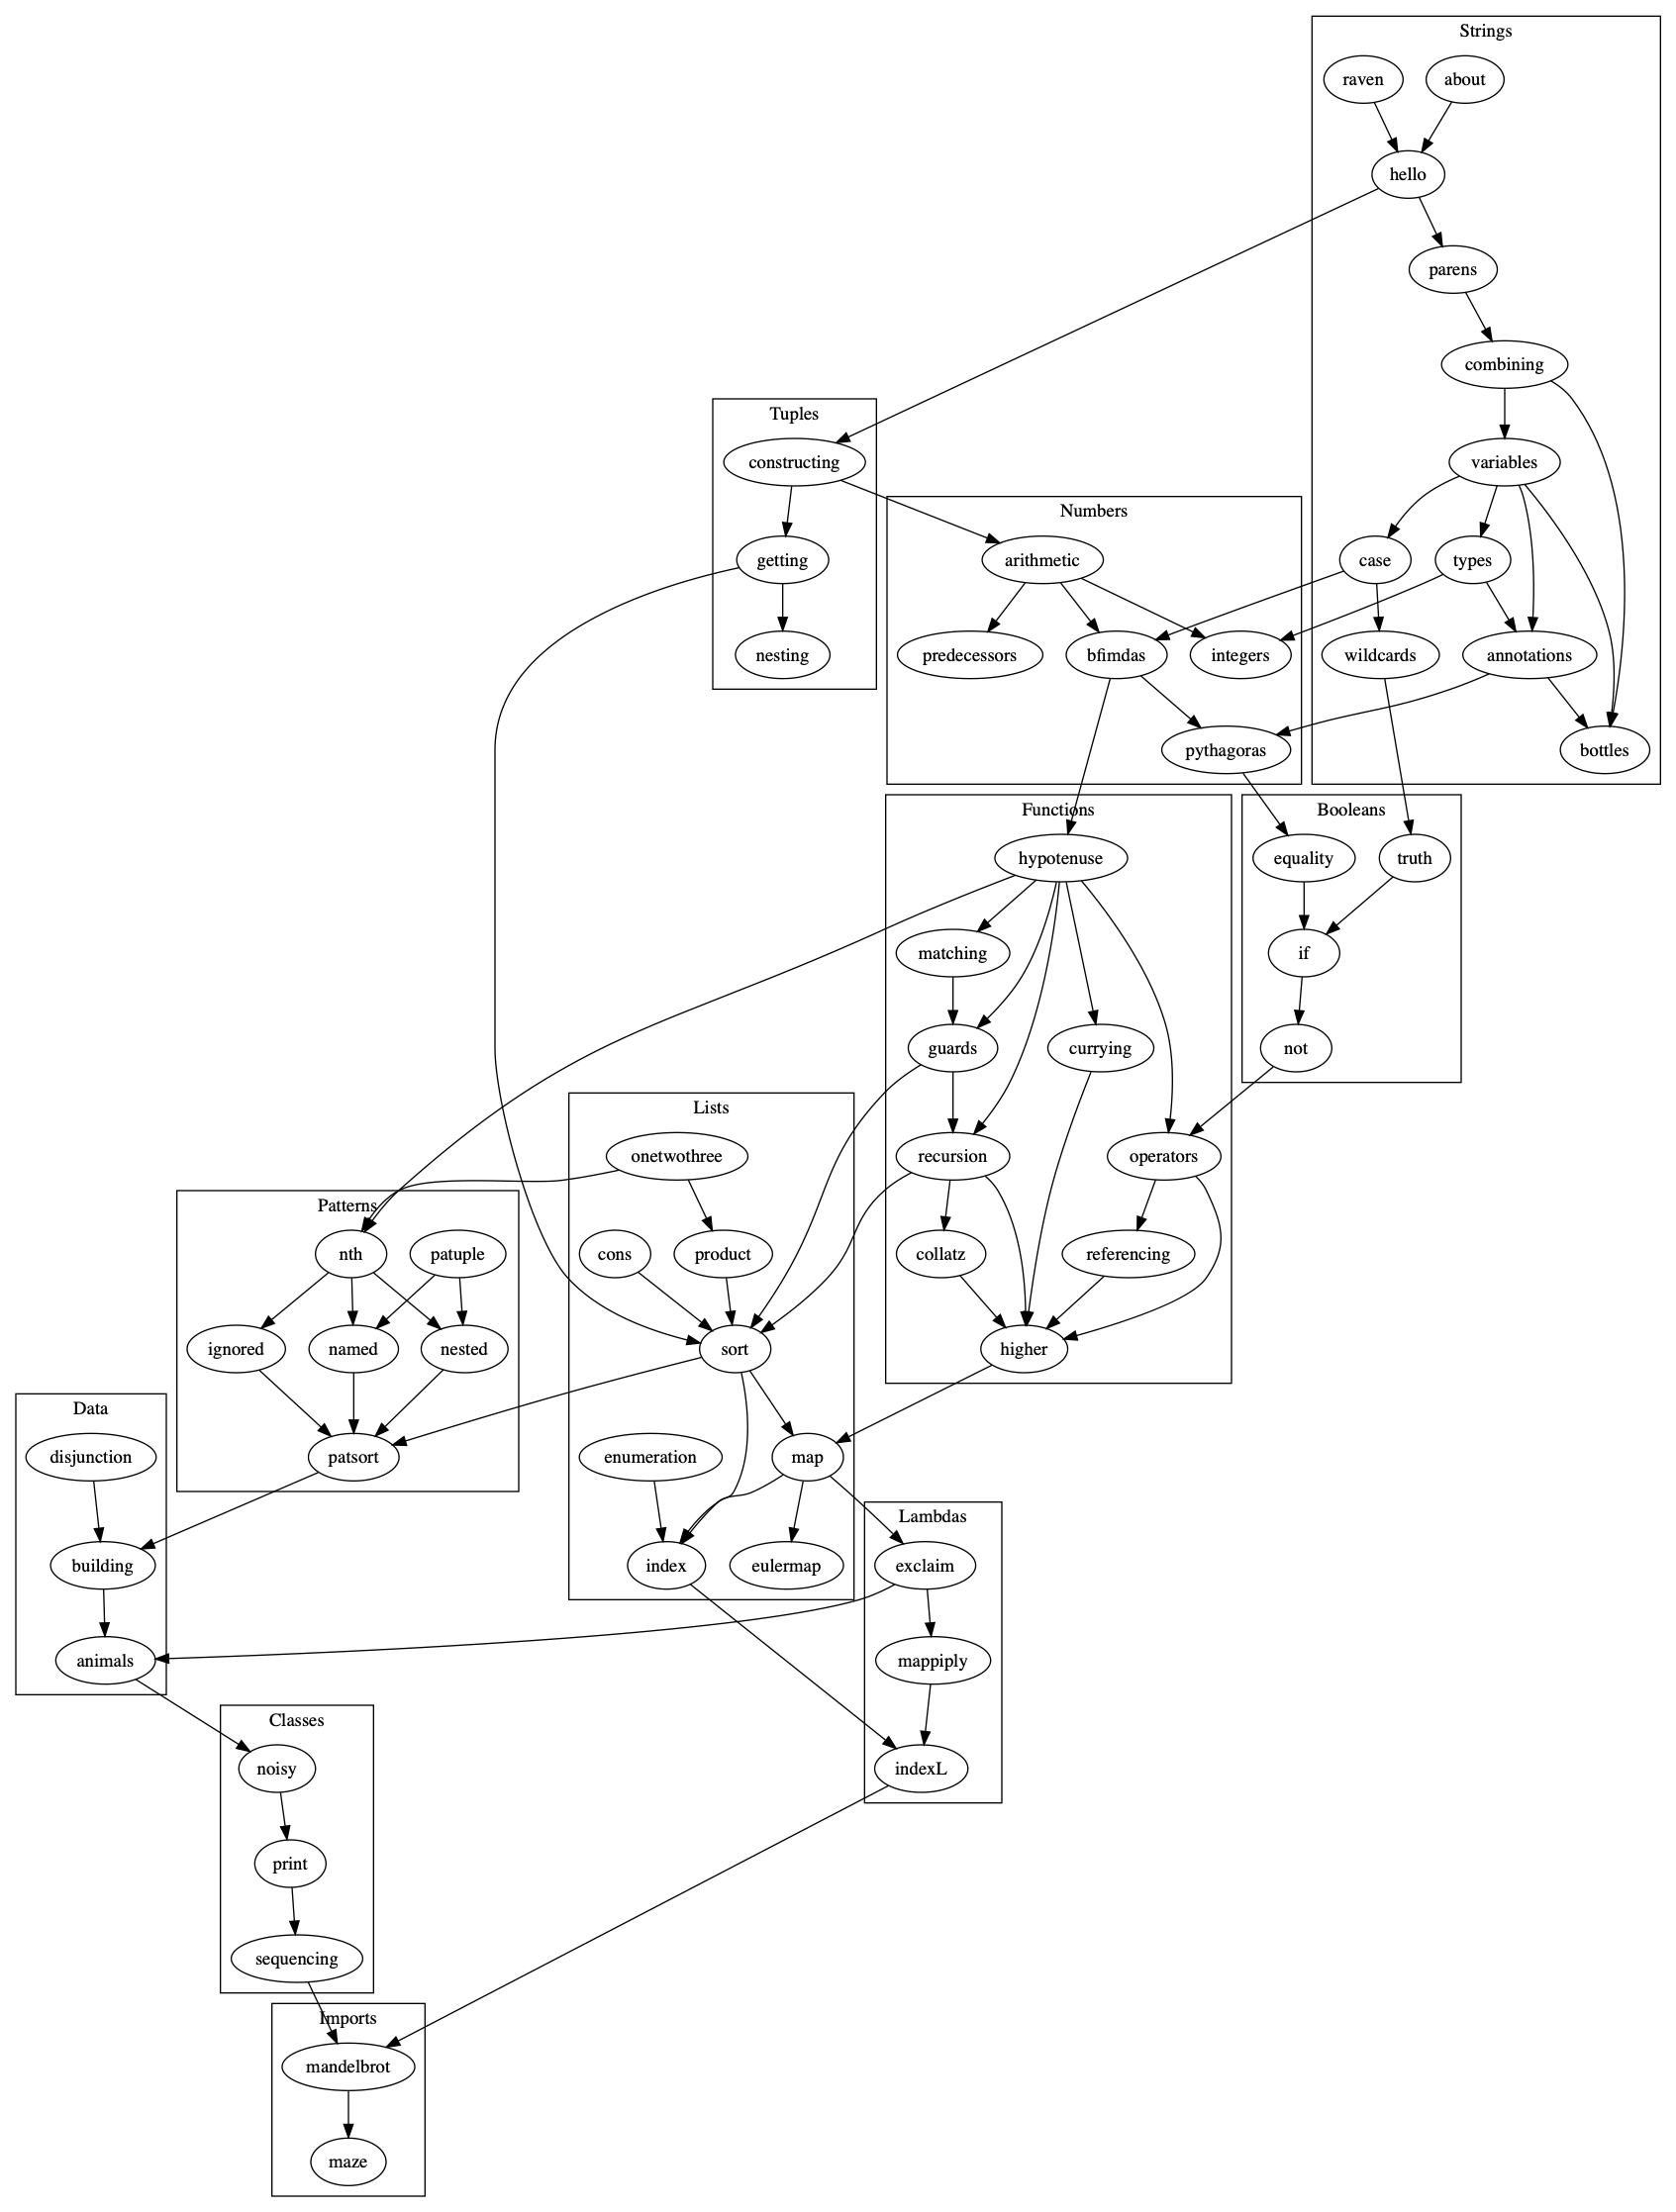 Strings
raven
about
hello
parens
combining
variables
case
types
wildcards
annotations
bottles
Tuples
constructing
getting
nesting
Numbers
arithmetic
predecessors
bfimdas
integers
pythagoras
Functions
hypotenuse
matching
guards
currying
recursion
operators
collatz
referencing
higher
Booleans
equality
truth
if
not
Lists
onetwothree
cons
product
sort
enumeration
map
index
eulermap
Patterns
nth
patuple
ignored
named
nested
patsort
Data
disjunction
building
animals
Lambdas
exclaim
mappiply
indexL
Classes
noisy
print
sequencing
Imports
mandelbrot
maze